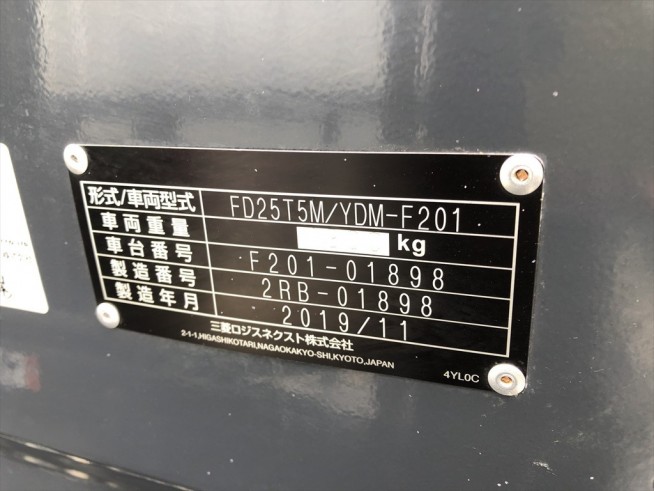 形式/車両型式 FD25T5M/YDM-F201
車両重量 kg
車台番号 F201-01898
製造番号 2RB-01898
製造年月 2019/11
三菱ロジスネクスト株式会社
2-1-1,HIGASHIKOTARI,NAGAOKAKYO-SHI,KYOTO,JAPAN
4YL0C